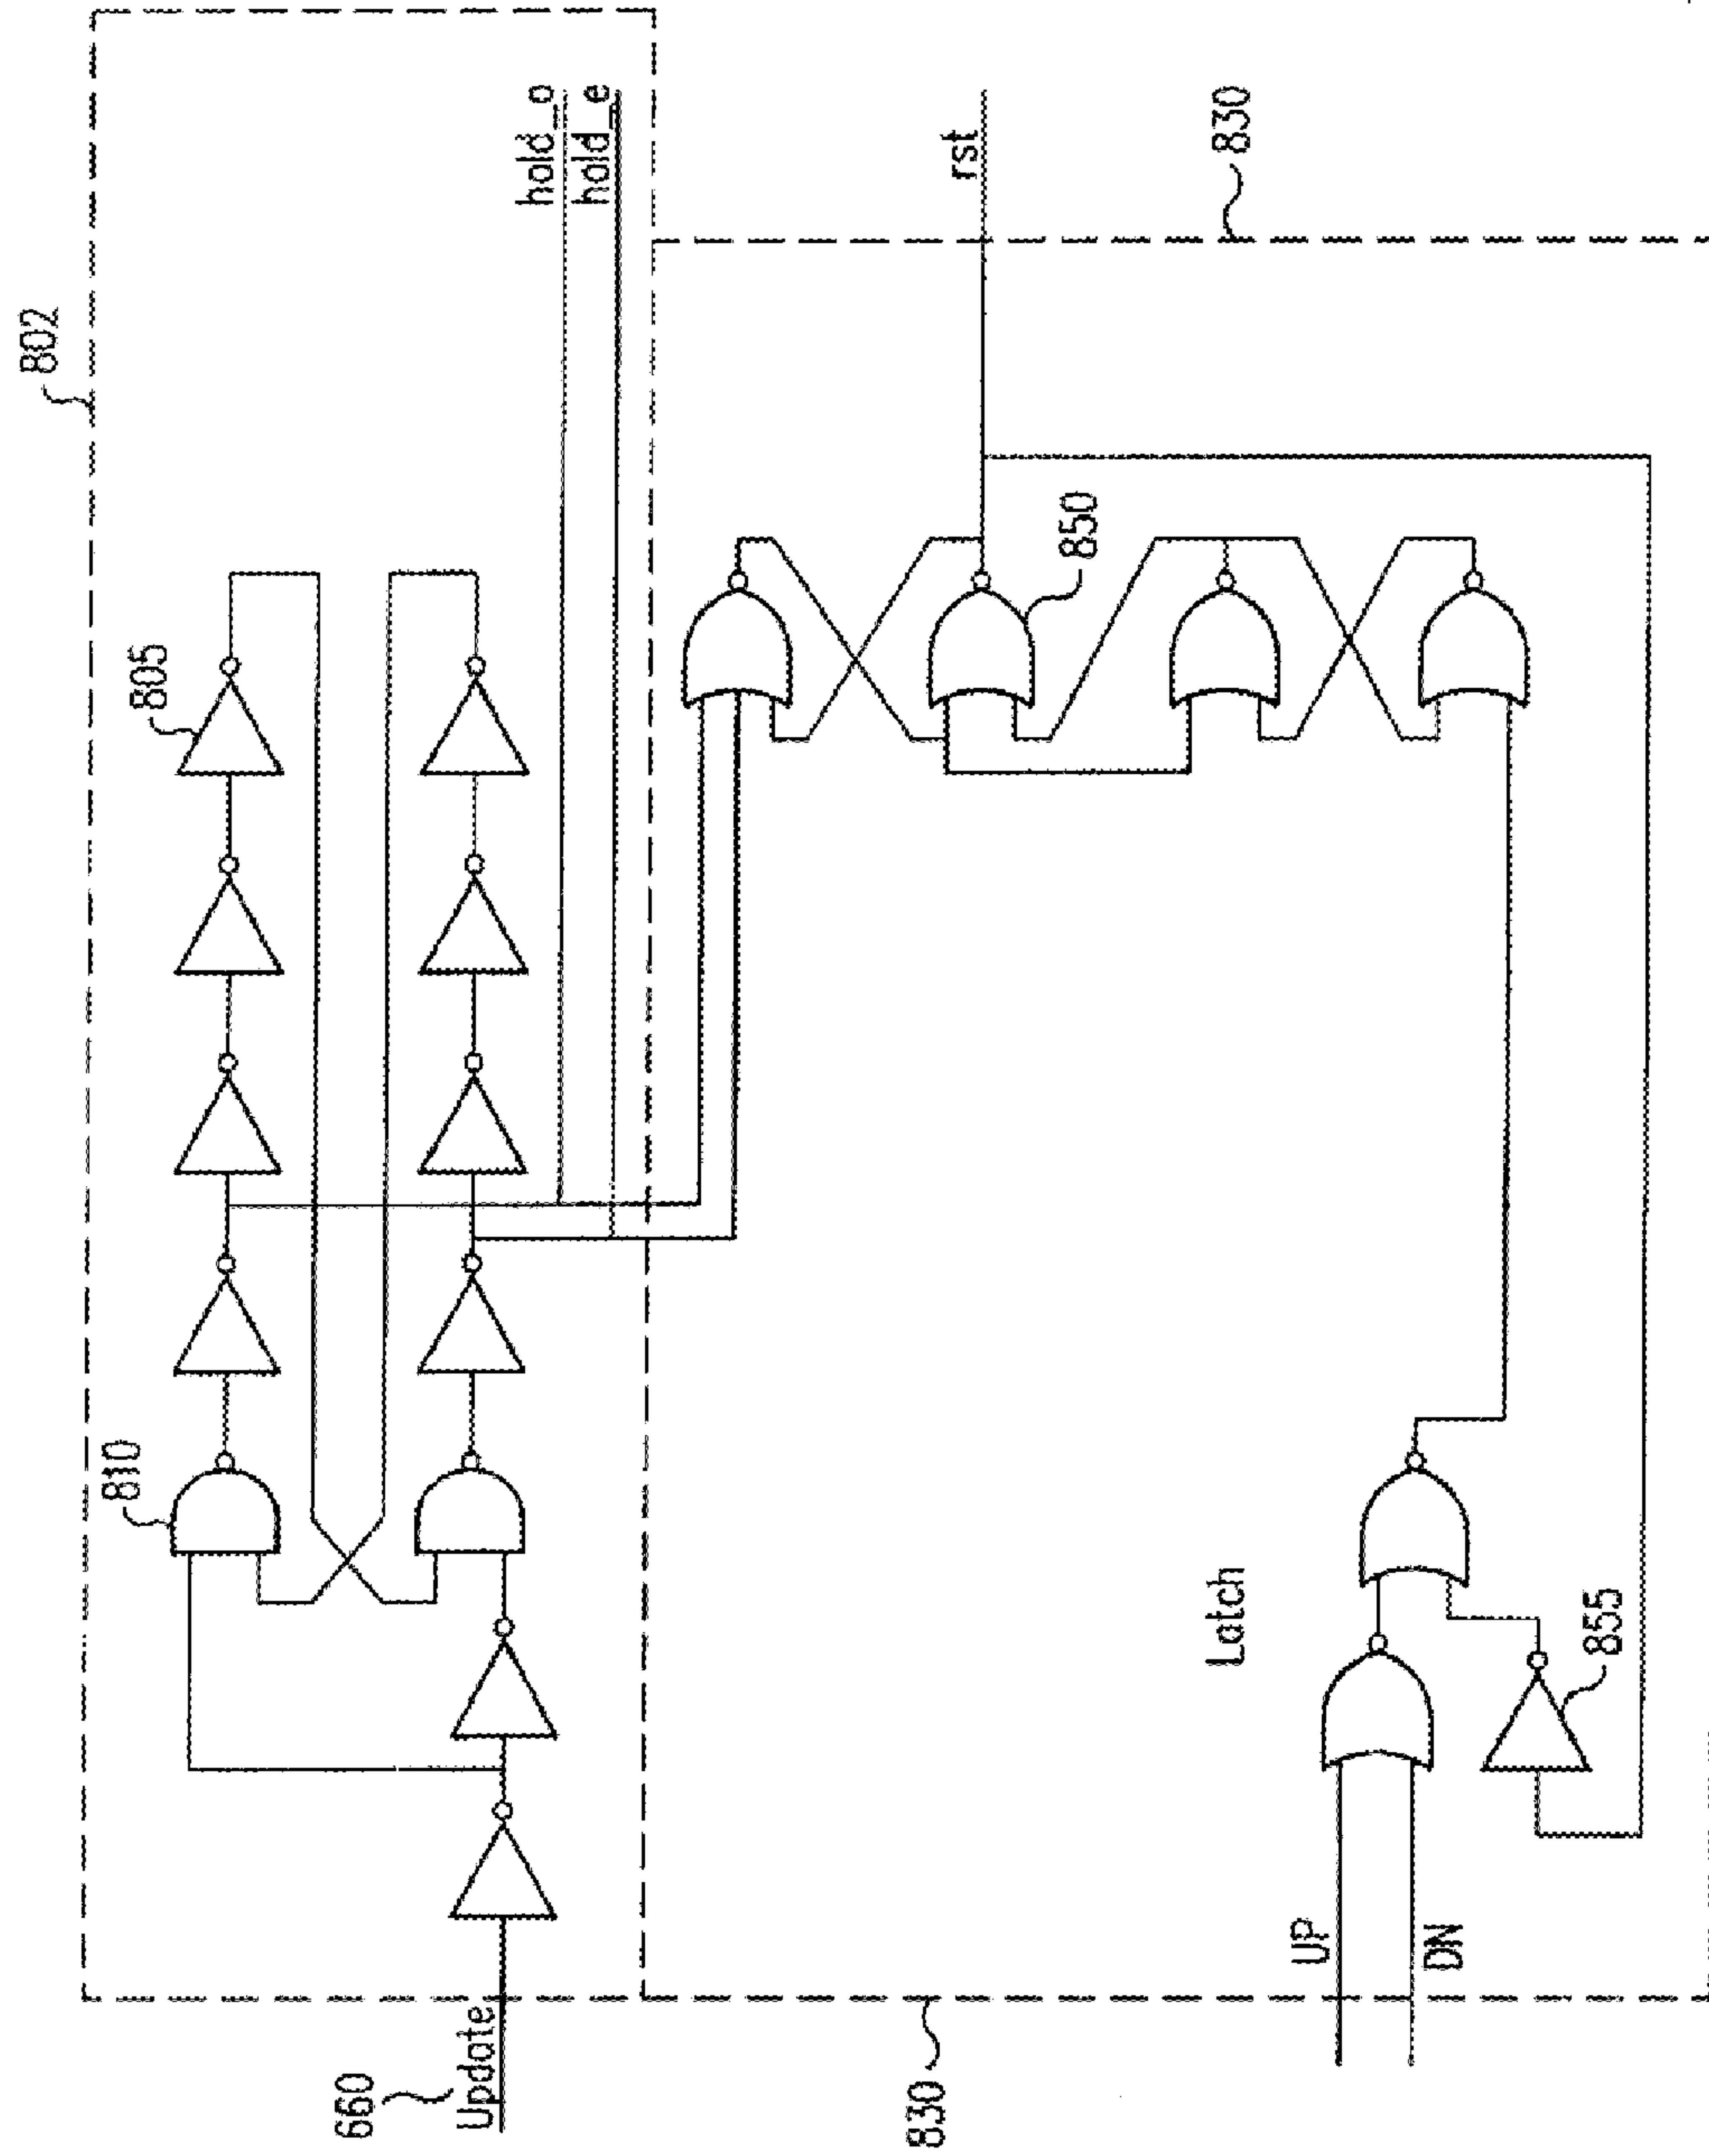 802
805
810
hold_o
hold_e
660
Update
rst
830
850
Latch
855
UP
DN
830